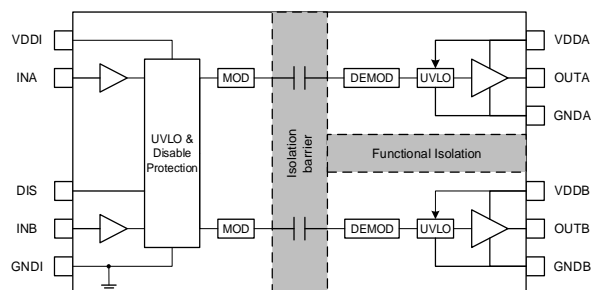 VDDI
INA
DIS
INB
GNDI
UVLO &
Disable
Protection
MOD
MOD
Isolation
barrier
DEMOD
UVLO
Functional Isolation
DEMOD
UVLO
VDDA
OUTA
GNDA
VDDB
OUTB
GNDB